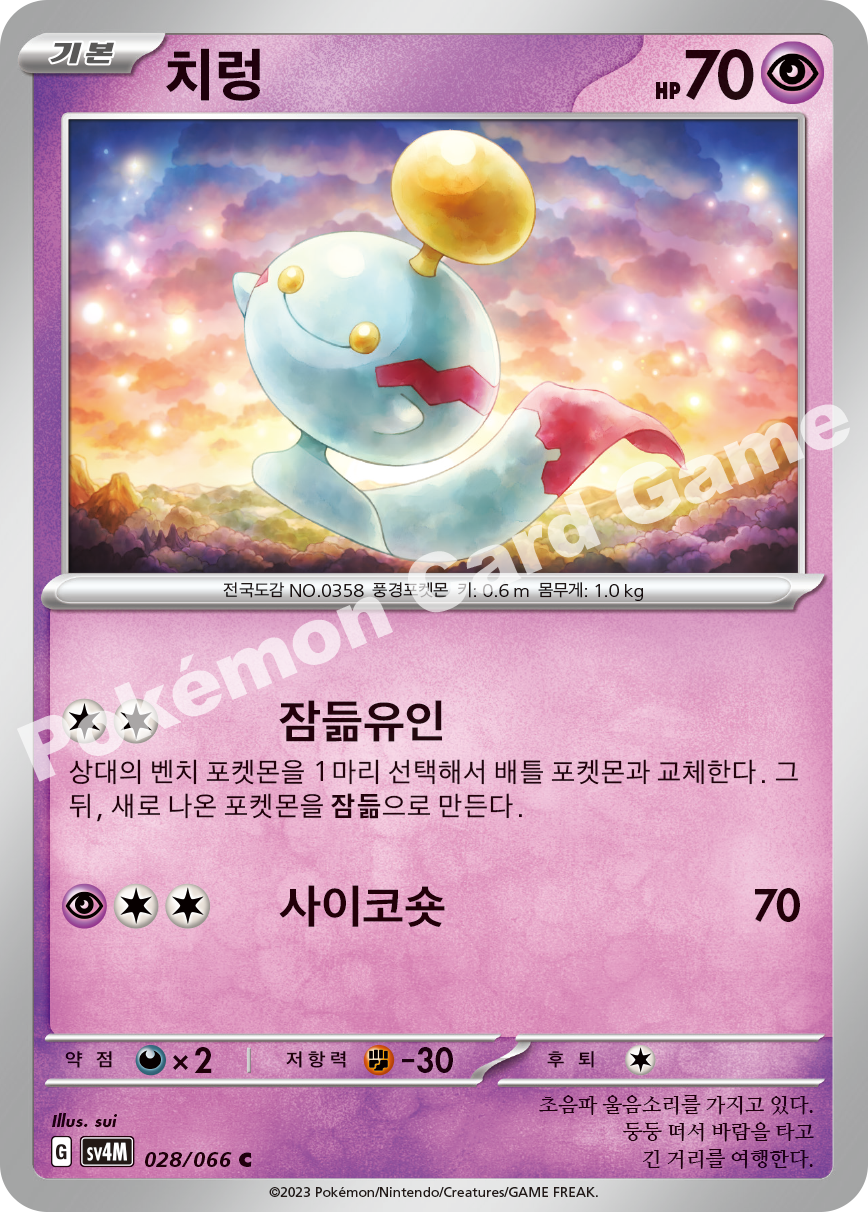 기본 치렁 HP 70
전국도감 NO.0358 풍경포켓몬 키: 0.6 m 몸무게: 1.0 kg
Pokémon Card Game
잠듦유인
상대의 벤치 포켓몬을 1마리 선택해서 배틀 포켓몬과 교체한다. 그
뒤, 새로 나온 포켓몬을 잠듦으로 만든다.
사이코숏 70
약점 ×2 저항력 -30 후퇴
Illus. sui
초음파 울음소리를 가지고 있다.
둥둥 떠서 바람을 타고
긴 거리를 여행한다.
G sv4M 028/066 C
©2023 Pokémon/Nintendo/Creatures/GAME FREAK.